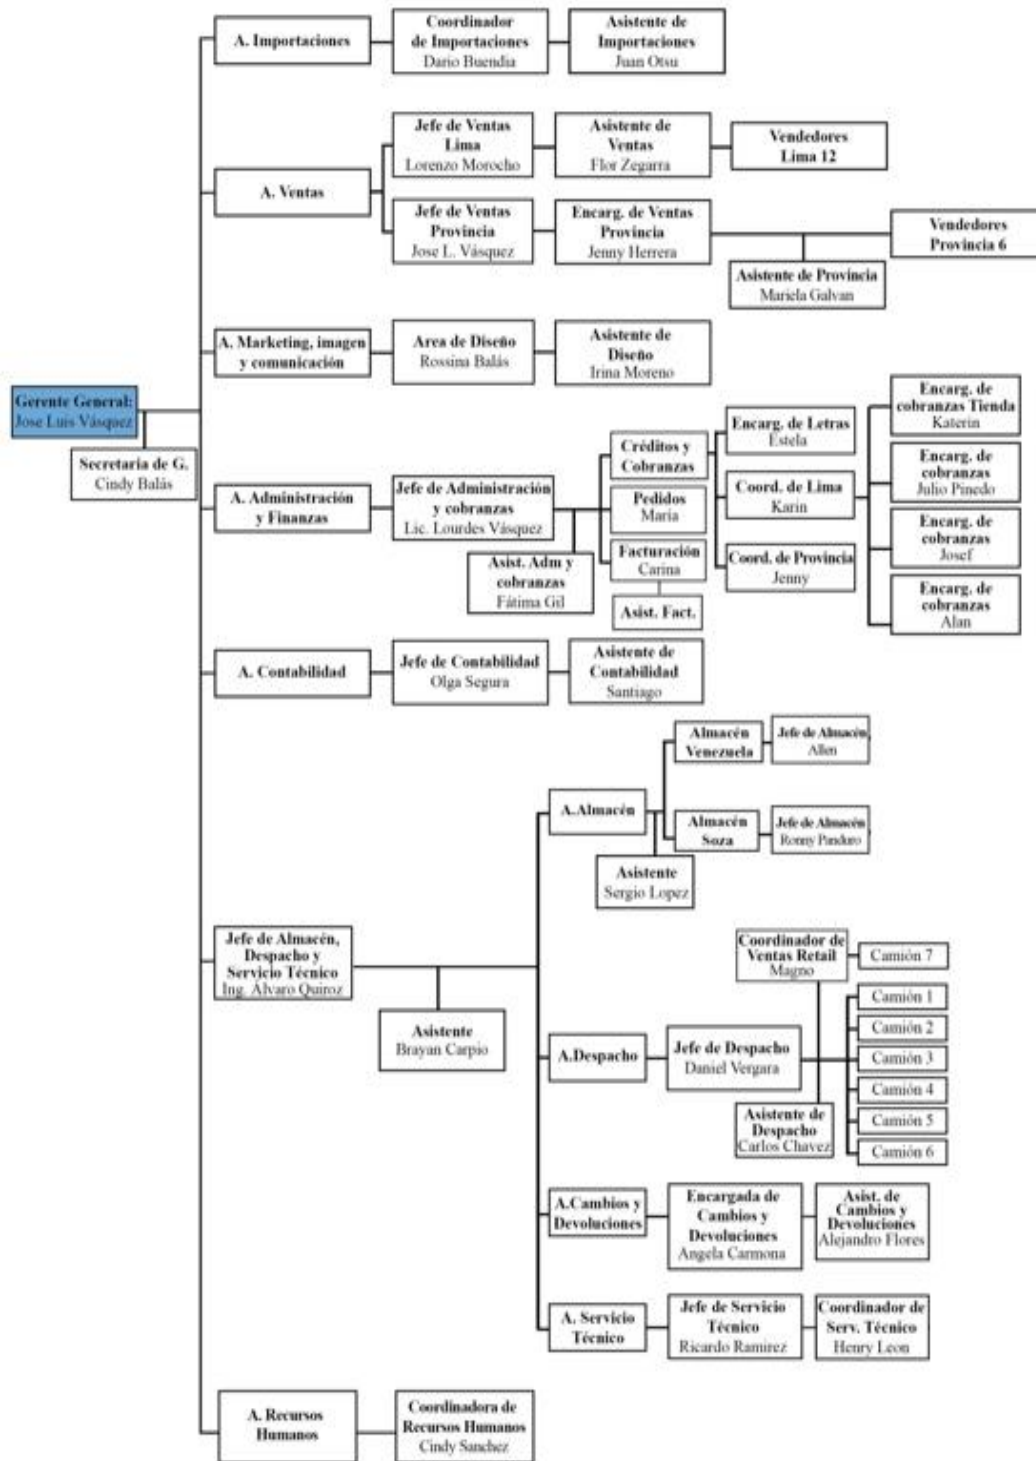 A. Importaciones
Coordinador
de Importaciones
Dario Buendia
Asistente de
Importaciones
Juan Otsu
A. Ventas
Jefe de Ventas
Lima
Lorenzo Morocho
Asistente de
Ventas
Flor Zegarra
Vendedores
Lima 12
Jefe de Ventas
Provincia
Jose L. Vásquez
Encarg. de Ventas
Provincia
Jenny Herrera
Vendedores
Provincia 6
Asistente de Provincia
Mariela Galvan
A. Marketing, imagen
y comunicación
Area de Diseño
Rossina Balás
Asistente de
Diseño
Irina Moreno
Gerente General:
Jose Luis Vásquez
Secretaria de G.
Cindy Balás
A. Administración
y Finanzas
Jefe de Administración
y cobranzas
Lic. Lourdes Vásquez
Asist. Adm y
cobranzas
Fátima Gil
Créditos y
Cobranzas
Pedidos
Maria
Facturación
Carina
Asist. Fact.
Encarg. de Letras
Estela
Coord. de Lima
Karin
Coord. de Provincia
Jenny
Encarg. de
cobranzas Tienda
Katerin
Encarg. de
cobranzas
Julio Pinedo
Encarg. de
cobranzas
Josef
Encarg. de
cobranzas
Alan
A. Contabilidad
Jefe de Contabilidad
Olga Segura
Asistente de
Contabilidad
Santiago
Jefe de Almacén,
Despacho y
Servicio Técnico
Ing. Álvaro Quiroz
Asistente
Brayan Carpio
A.Almacén
Asistente
Sergio Lopez
Almacén
Venezuela
Jefe de Almacén
Allen
Almacén
Soza
Jefe de Almacén
Ronny Panduro
A.Despacho
Jefe de Despacho
Daniel Vergara
Coordinador de
Ventas Retail
Magno
Camión 7
Camión 1
Camión 2
Camión 3
Camión 4
Camión 5
Camión 6
Asistente de
Despacho
Carlos Chavez
A.Cambios y
Devoluciones
Encargada de
Cambios y
Devoluciones
Angela Carmona
Asist. de
Cambios y
Devoluciones
Alejandro Flores
A. Servicio
Técnico
Jefe de Servicio
Técnico
Ricardo Ramirez
Coordinador de
Serv. Técnico
Henry Leon
A. Recursos
Humanos
Coordinadora de
Recursos Humanos
Cindy Sanchez